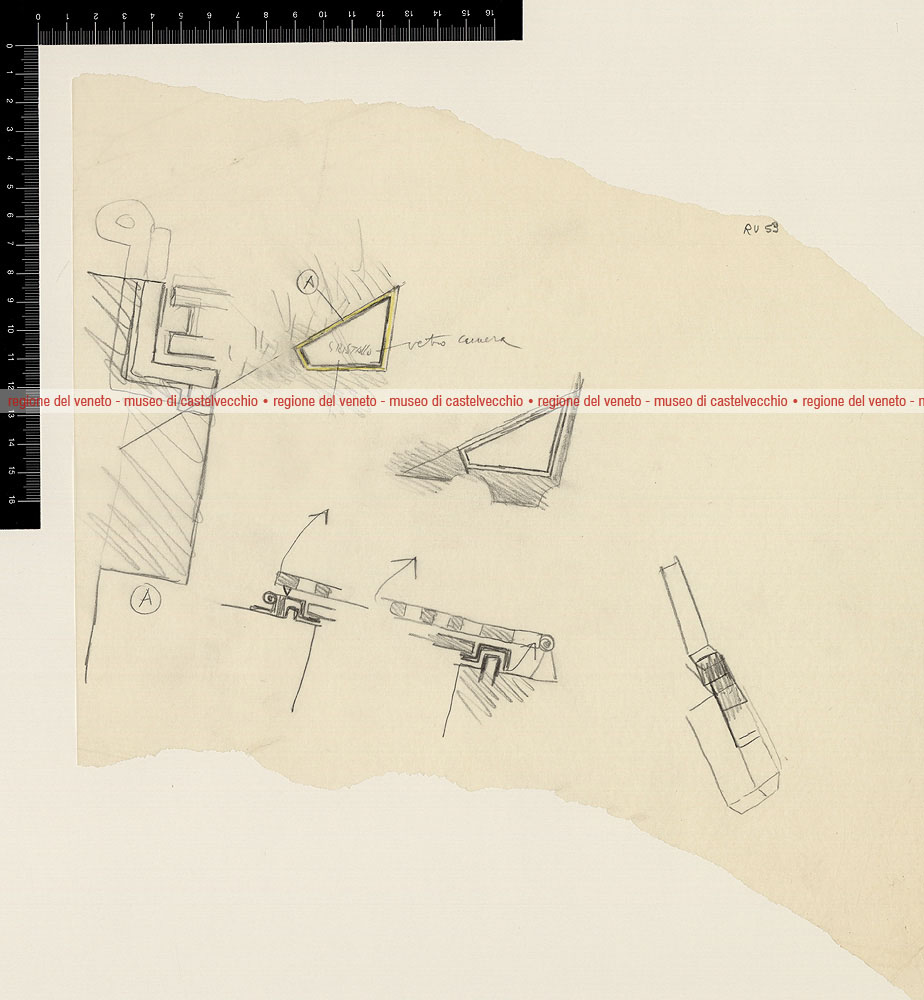 0 1 2 3 4 5 6 7 8 9 10 11 12 13 14 15 16
0
1
2
3
4
5
6
7
8
9
10
11
12
13
14
15
16
RV 59
A
CRISTALLO
vetro camera
regione del veneto - museo di castelvecchio • regione del veneto - museo di castelvecchio • regione del veneto - museo di castelvecchio • regione del veneto - m
A